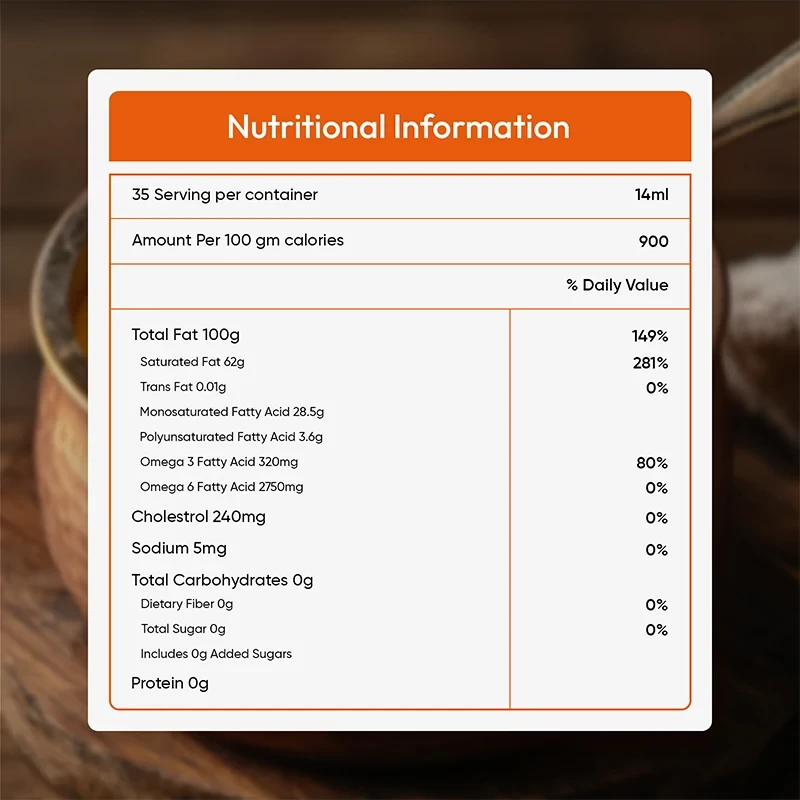 Nutritional Information
35 Serving per container 14ml
Amount Per 100 gm calories 900
% Daily Value
Total Fat 100g 149%
Saturated Fat 62g 281%
Trans Fat 0.01g 0%
Monosaturated Fatty Acid 28.5g
Polyunsaturated Fatty Acid 3.6g
Omega 3 Fatty Acid 320mg 80%
Omega 6 Fatty Acid 2750mg 0%
Cholestrol 240mg 0%
Sodium 5mg 0%
Total Carbohydrates 0g
Dietary Fiber 0g 0%
Total Sugar 0g 0%
Includes 0g Added Sugars
Protein 0g